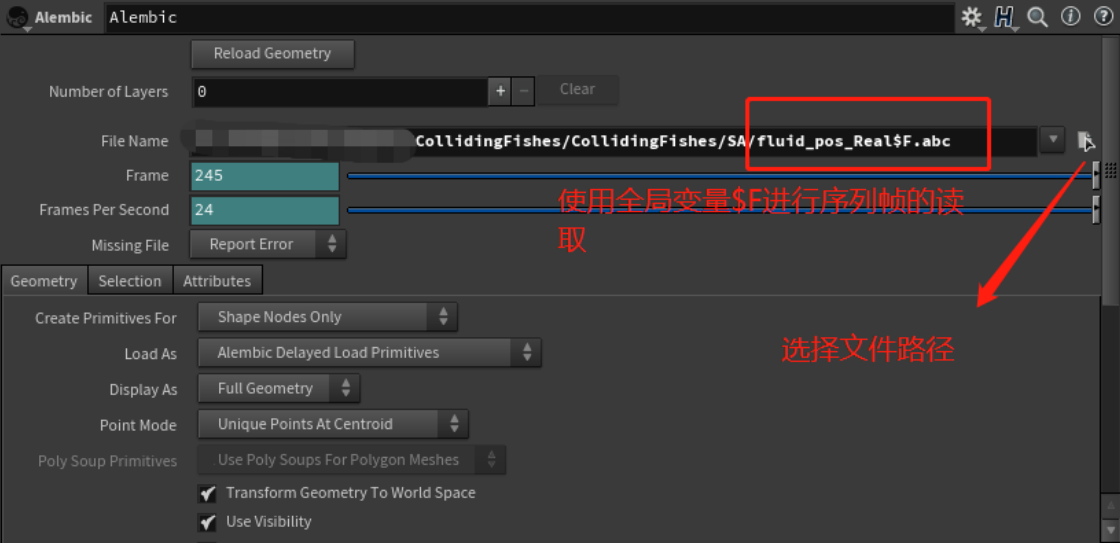 Alembic Alembic
Reload Geometry
Number of Layers 0 + - Clear
File Name CollidingFishes/CollidingFishes/SA/fluid_pos_Real$F.abc
Frame 245
Frames Per Second 24
使用全局变量$F进行序列帧的读
取
Missing File Report Error
Geometry Selection Attributes
Create Primitives For Shape Nodes Only
Load As Alembic Delayed Load Primitives
选择文件路径
Display As Full Geometry
Point Mode Unique Points At Centroid
Poly Soup Primitives Use Poly Soups For Polygon Meshes
Transform Geometry To World Space
Use Visibility